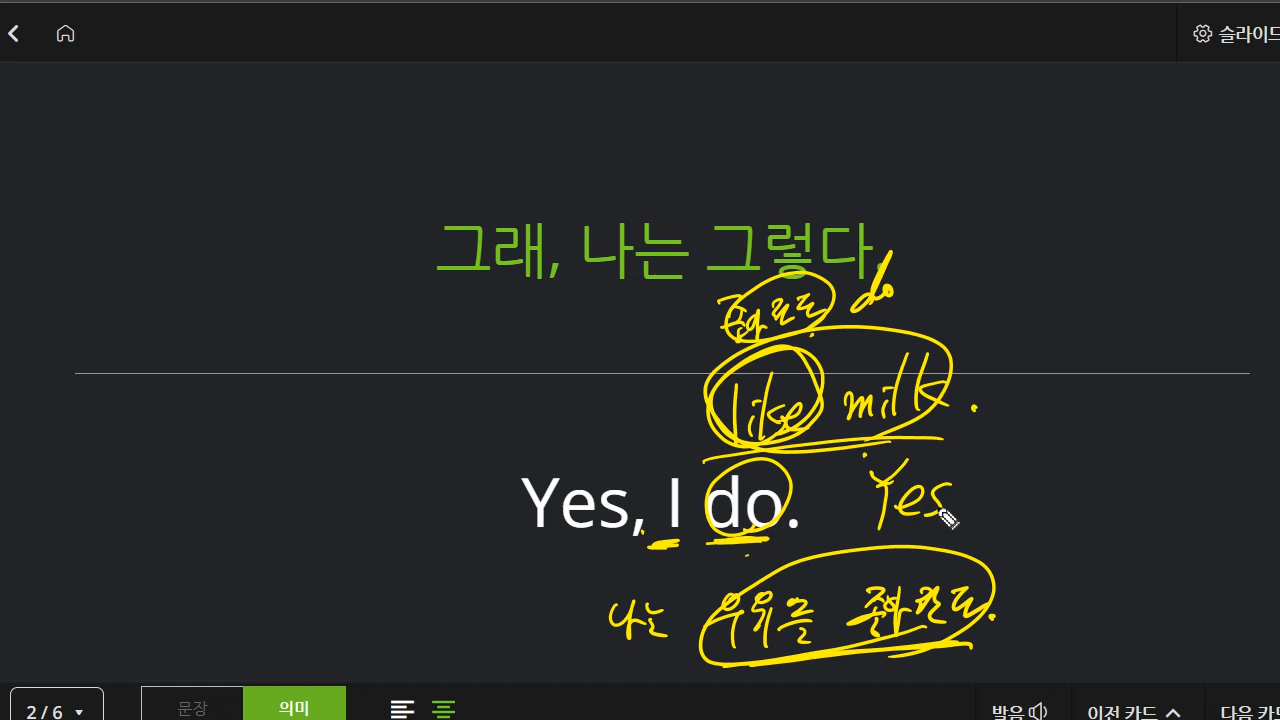 슬라이드
그래, 나는 그렇다.
좋아한다 do
like milk.
Yes, I do. Yes
나는 우유를 좋아한다.
2 / 6 문장 의미 발음 이전 카드 다음 카드